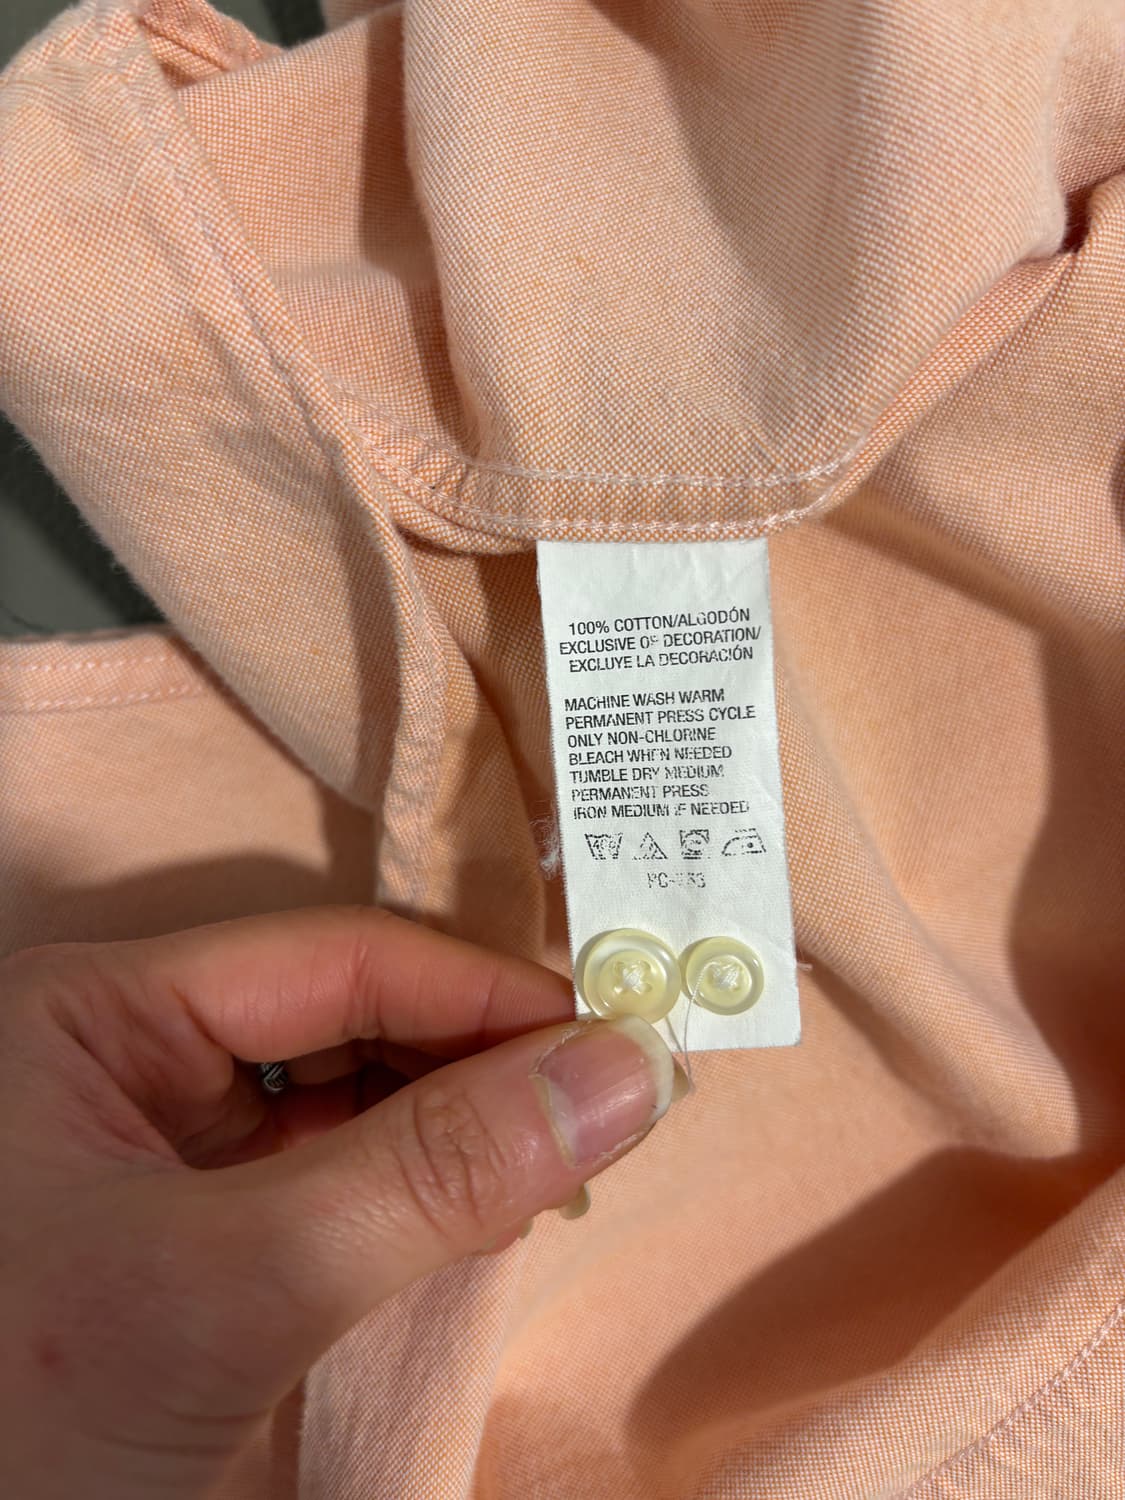 100% COTTON/ALGODÓN
EXCLUSIVE OF DECORATION/
EXCLUYE LA DECORACIÓN
MACHINE WASH WARM
PERMANENT PRESS CYCLE
ONLY NON-CHLORINE
BLEACH WHEN NEEDED
TUMBLE DRY MEDIUM
PERMANENT PRESS
IRON MEDIUM IF NEEDED